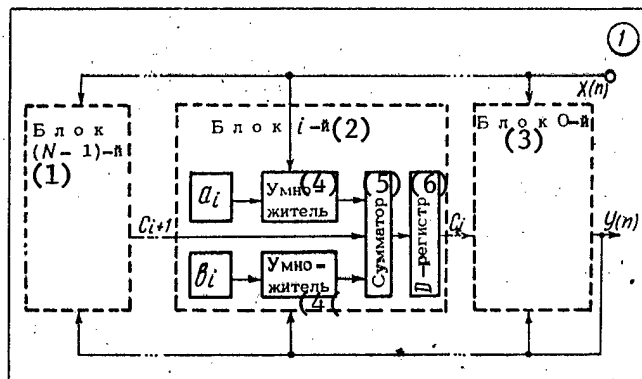 1
X(n)
Блок
(N-1)-й
(1)
Блок i-й (2)
Блок 0-й
(3)
ai
Умно-
(4)
житель
(5)
(6)
Ci+1
Сумматор
D-регистр
Ci
Y(n)
bi
Умно-
житель
(4(